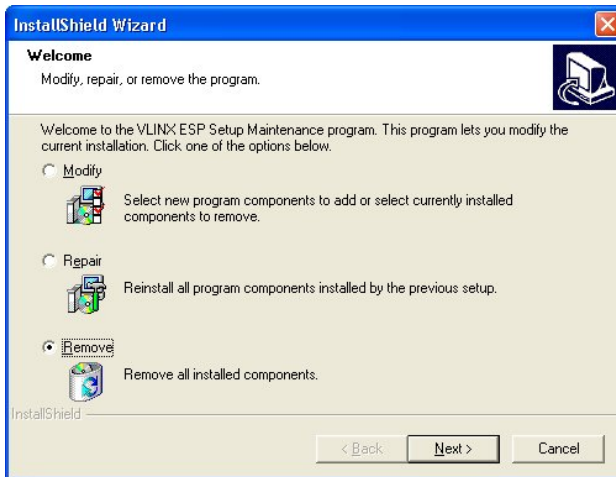 InstallShield Wizard
Welcome
Modify, repair, or remove the program.
Welcome to the VLINX ESP Setup Maintenance program. This program lets you modify the
current installation. Click one of the options below.
Modify
Select new program components to add or select currently installed
components to remove.
Repair
Reinstall all program components installed by the previous setup.
Remove
Remove all installed components.
InstallShield
< Back Next > Cancel